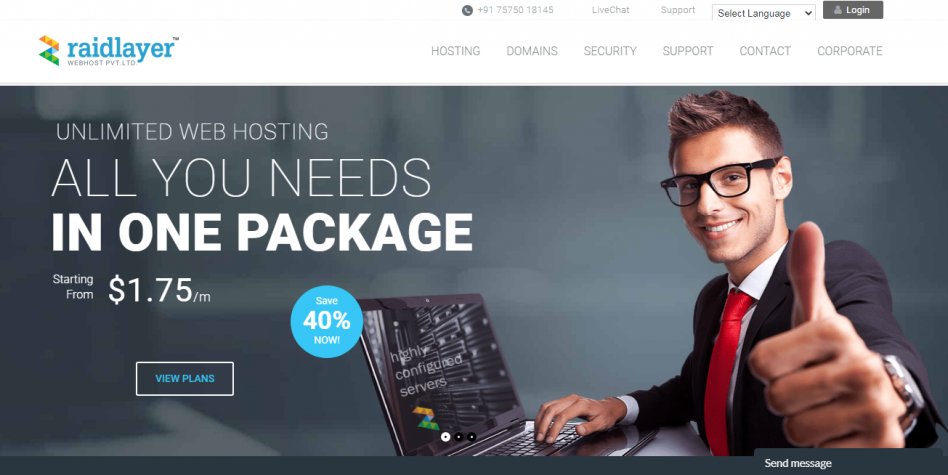 +91 75750 18145
LiveChat
Support
Select Language
Login
raidlayer™
WEBHOST PVT.LTD
HOSTING
DOMAINS
SECURITY
SUPPORT
CONTACT
CORPORATE
UNLIMITED WEB HOSTING
ALL YOU NEEDS
IN ONE PACKAGE
Starting
From
$1.75/m
Save
40%
NOW!
highly
configured
servers
VIEW PLANS
Send message